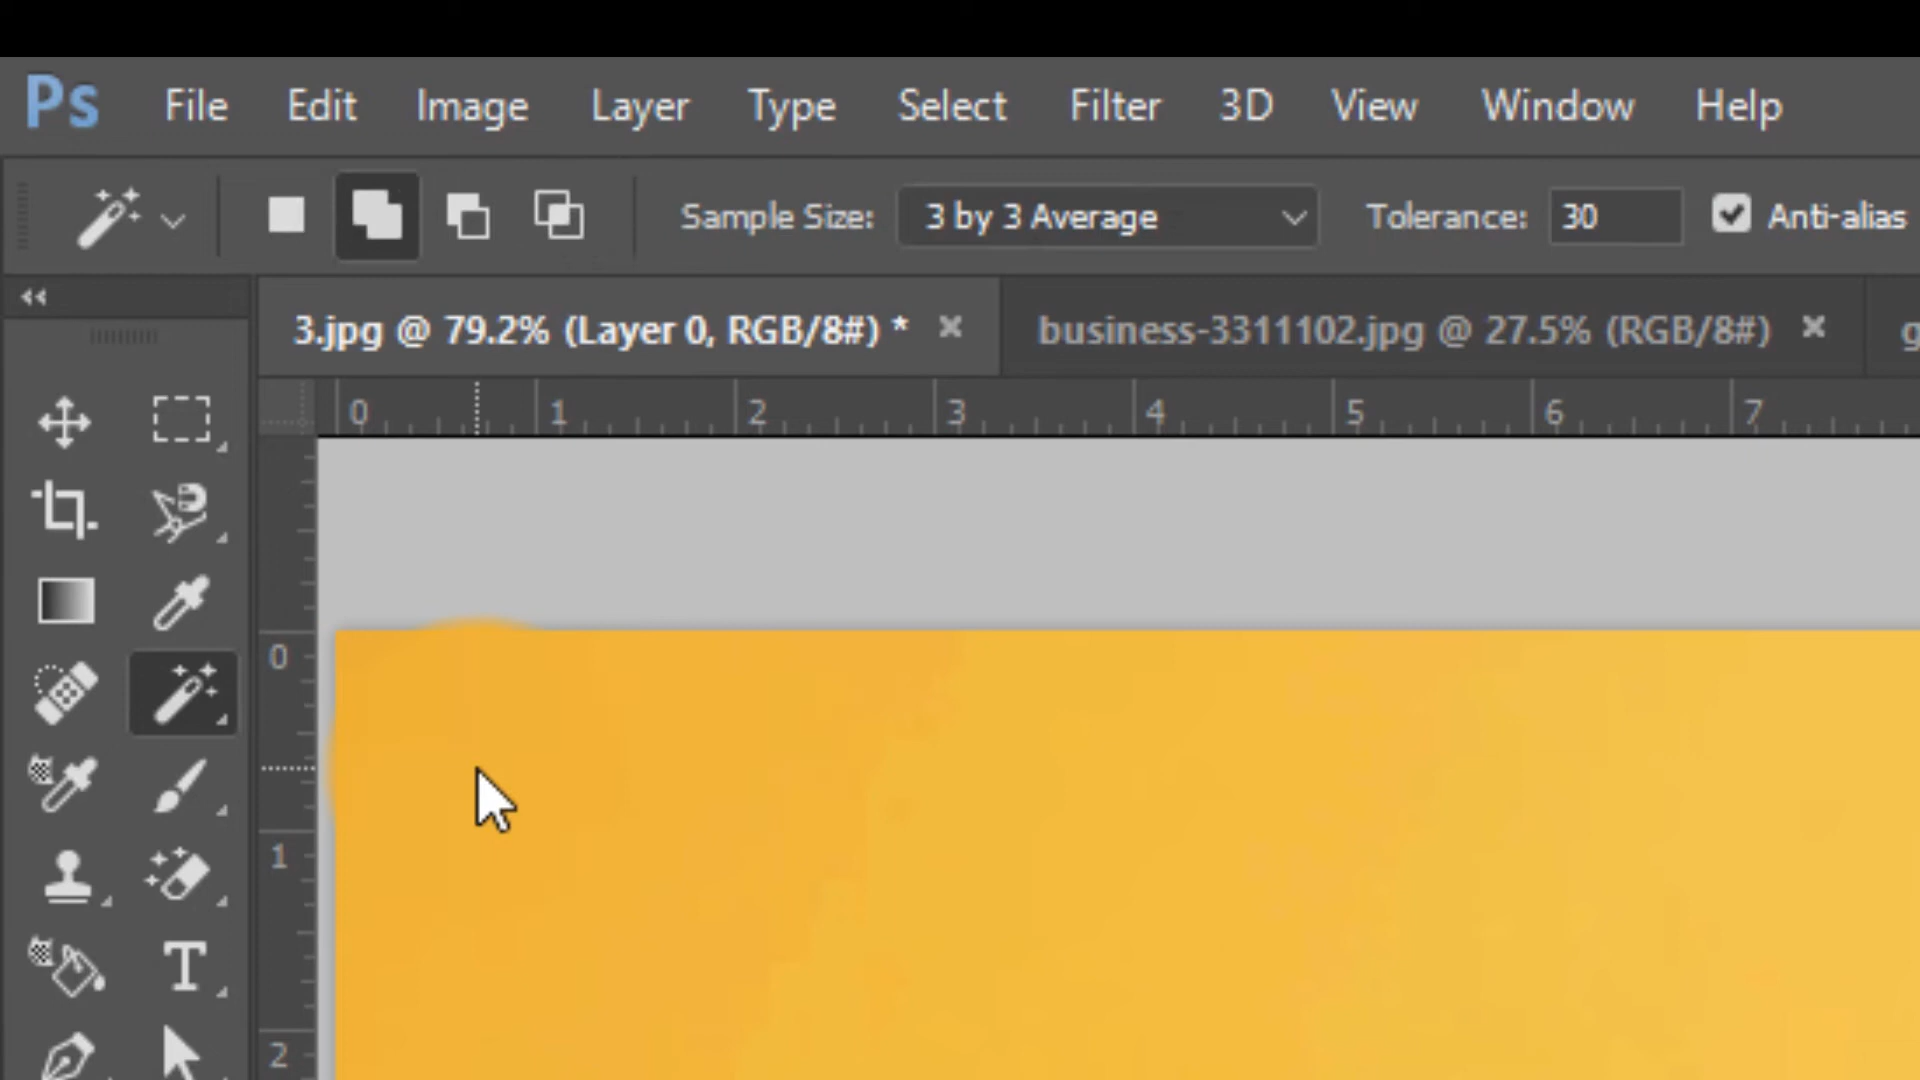 Ps File Edit Image Layer Type Select Filter 3D View Window Help
Sample Size: 3 by 3 Average Tolerance: 30 Anti-alias
3.jpg @ 79.2% (Layer 0, RGB/8#) * × business-3311102.jpg @ 27.5% (RGB/8#) × g
0 1 2 3 4 5 6 7
0
1
2